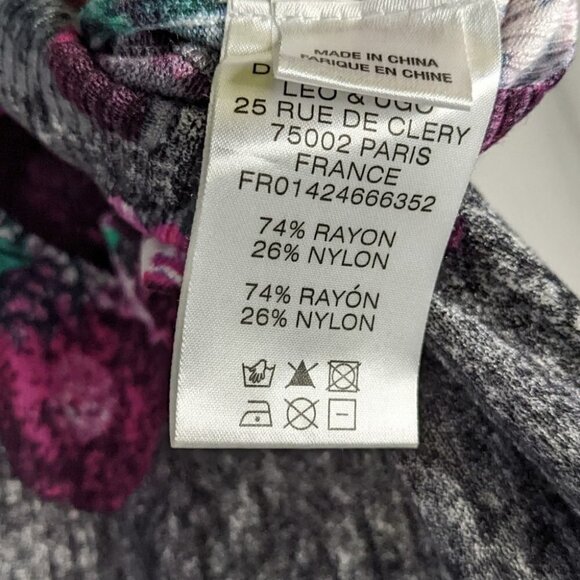 MADE IN CHINA
FARIQUE EN CHINE
D
LEO & UGO
25 RUE DE CLERY
75002 PARIS
FRANCE
FR01424666352
74% RAYON
26% NYLON
74% RAYÓN
26% NYLON